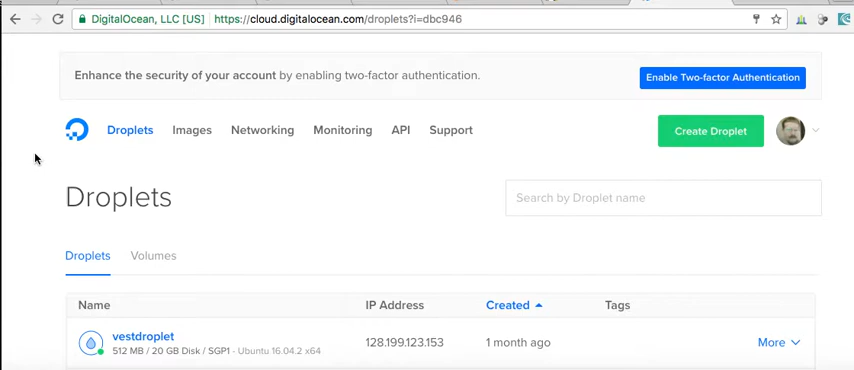 DigitalOcean, LLC [US] https://cloud.digitalocean.com/droplets?i=dbc946
Enhance the security of your account by enabling two-factor authentication.
Enable Two-factor Authentication
Droplets Images Networking Monitoring API Support
Create Droplet
Droplets
Search by Droplet name
Droplets Volumes
Name IP Address Created Tags
vestdroplet
512 MB / 20 GB Disk / SGP1 - Ubuntu 16.04.2 x64
128.199.123.153 1 month ago More